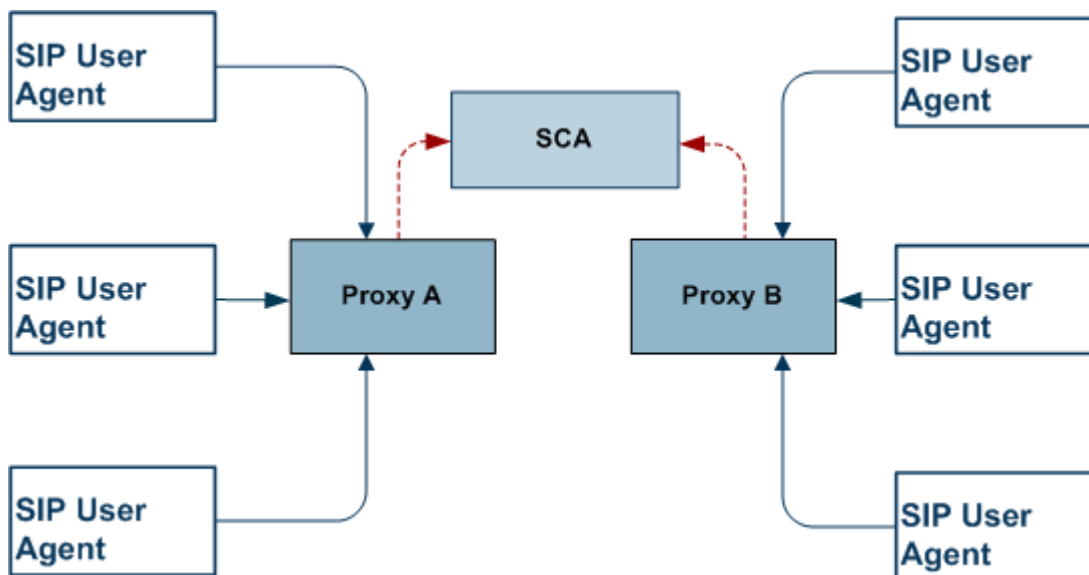 SIP User
Agent
SIP User
Agent
SCA
SIP User
Agent
Proxy A
Proxy B
SIP User
Agent
SIP User
Agent
SIP User
Agent